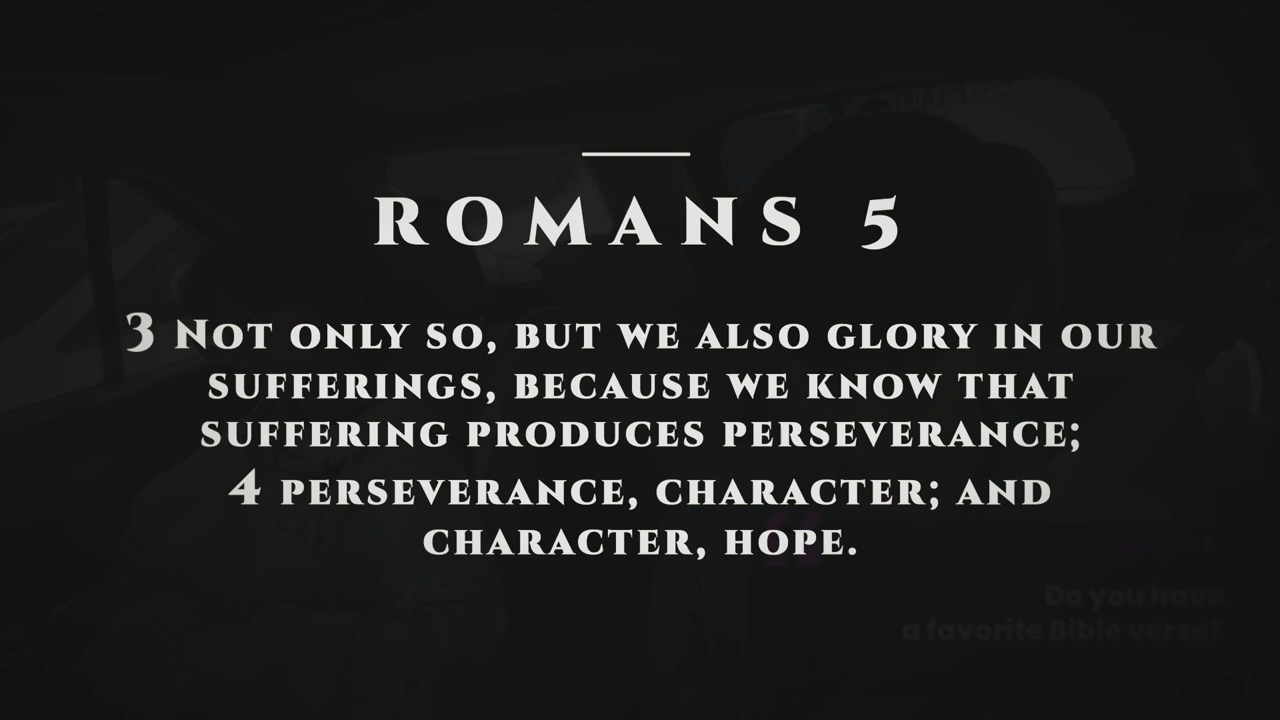 ROMANS 5
3 NOT ONLY SO, BUT WE ALSO GLORY IN OUR
SUFFERINGS, BECAUSE WE KNOW THAT
SUFFERING PRODUCES PERSEVERANCE;
4 PERSEVERANCE, CHARACTER; AND
CHARACTER, HOPE.
Do you have
a favorite Bible verse?